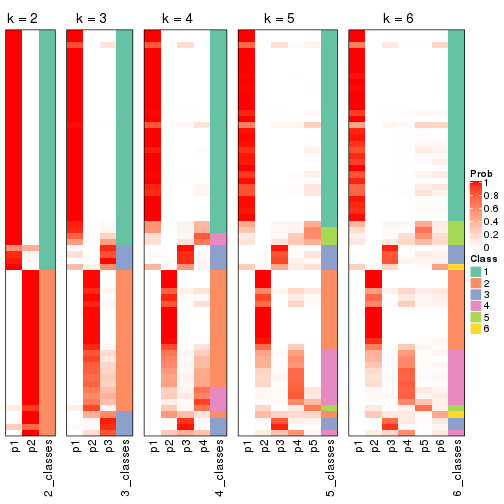 k = 2
k = 3
k = 4
k = 5
k = 6
p1
p2
2_classes
p1
p2
p3
3_classes
p1
p2
p3
p4
4_classes
p1
p2
p3
p4
p5
5_classes
p1
p2
p3
p4
p5
p6
6_classes
Prob
1
0.8
0.6
0.4
0.2
0
Class
1
2
3
4
5
6